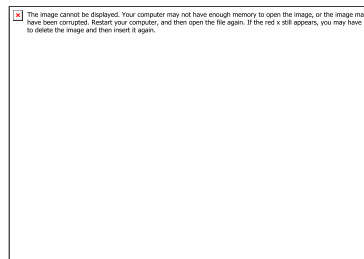 The image cannot be displayed. Your computer may not have enough memory to open the image, or the image ma
have been corrupted. Restart your computer, and then open the file again. If the red x still appears, you may have
to delete the image and then insert it again.